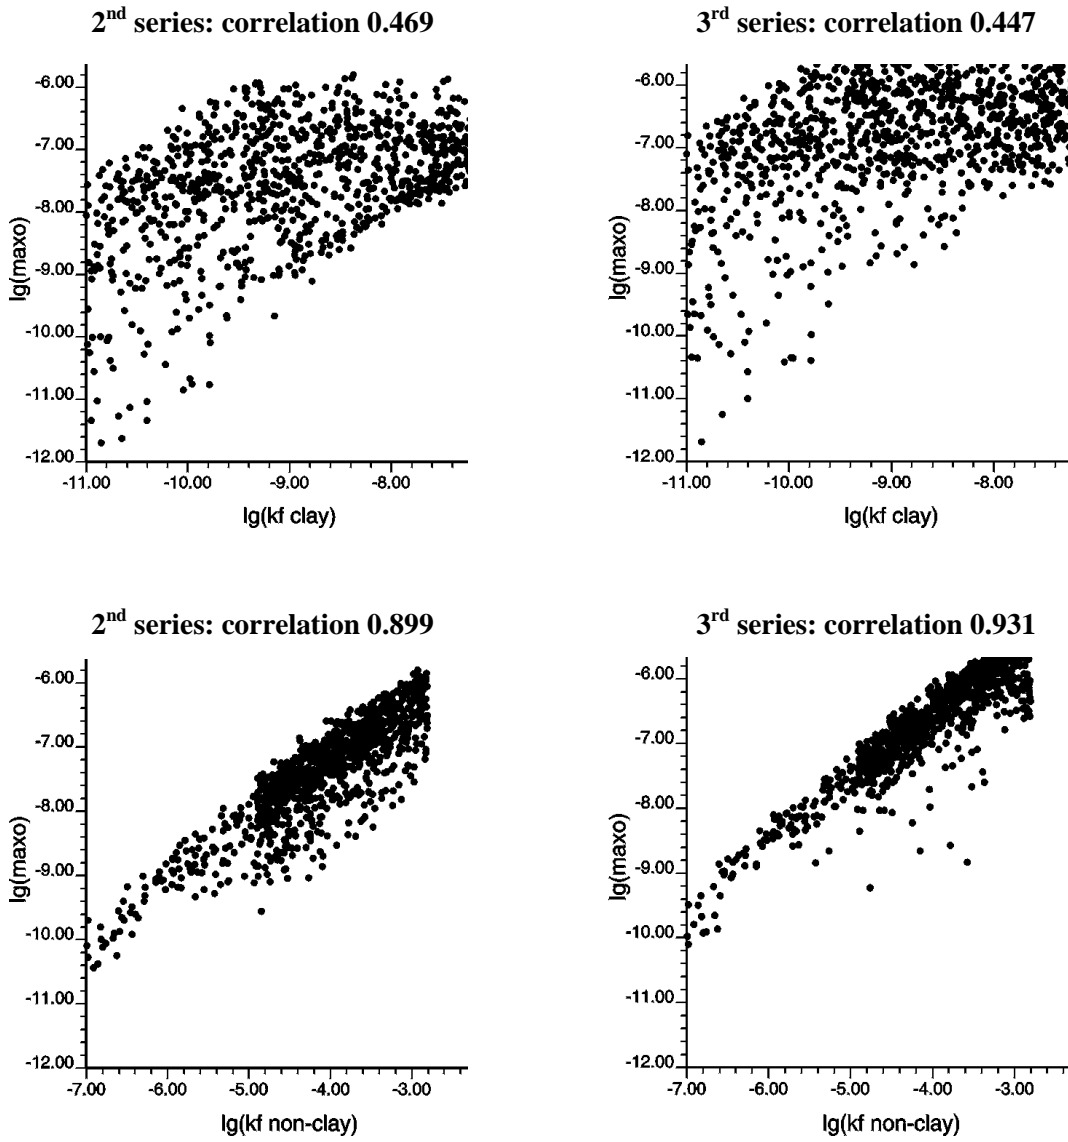 2nd series: correlation 0.469
3rd series: correlation 0.447
-6.00
-7.00
-8.00
-9.00
-10.00
-11.00
-12.00
lg(maxo)
-11.00 -10.00 -9.00 -8.00
lg(kf clay)
-6.00
-7.00
-8.00
-9.00
-10.00
-11.00
-12.00
lg(maxo)
-11.00 -10.00 -9.00 -8.00
lg(kf clay)
2nd series: correlation 0.899
3rd series: correlation 0.931
-6.00
-7.00
-8.00
-9.00
-10.00
-11.00
-12.00
lg(maxo)
-7.00 -6.00 -5.00 -4.00 -3.00
lg(kf non-clay)
-6.00
-7.00
-8.00
-9.00
-10.00
-11.00
-12.00
lg(maxo)
-7.00 -6.00 -5.00 -4.00 -3.00
lg(kf non-clay)